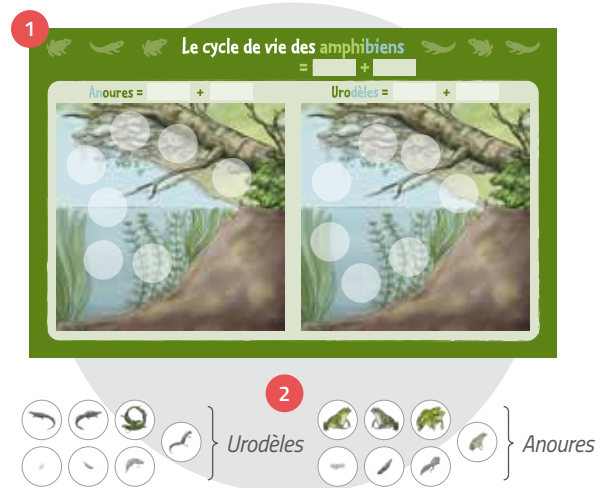 1
Le cycle de vie des amphibiens
= +
Anoures = +
Urodèles = +
2
Urodèles
Anoures